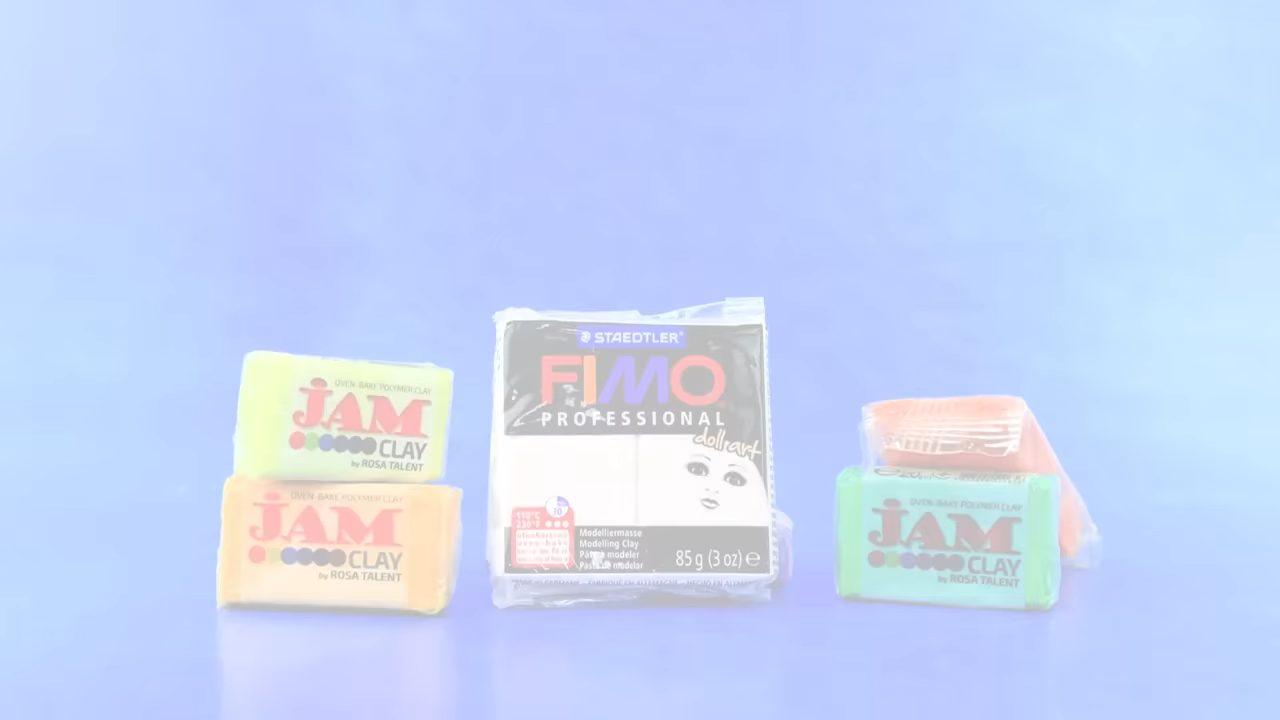 OVEN-BAKE POLYMER CLAY
JAM
CLAY
by ROSA TALENT
OVEN-BAKE POLYMER CLAY
JAM
CLAY
by ROSA TALENT
STAEDTLER
FIMO
PROFESSIONAL
doll art
110°C
230°F
30
Modelliermasse
Modelling Clay
Pâte à modeler
Pasta de modelar
85 g (3 oz) e
OVEN-BAKE POLYMER CLAY
JAM
CLAY
by ROSA TALENT